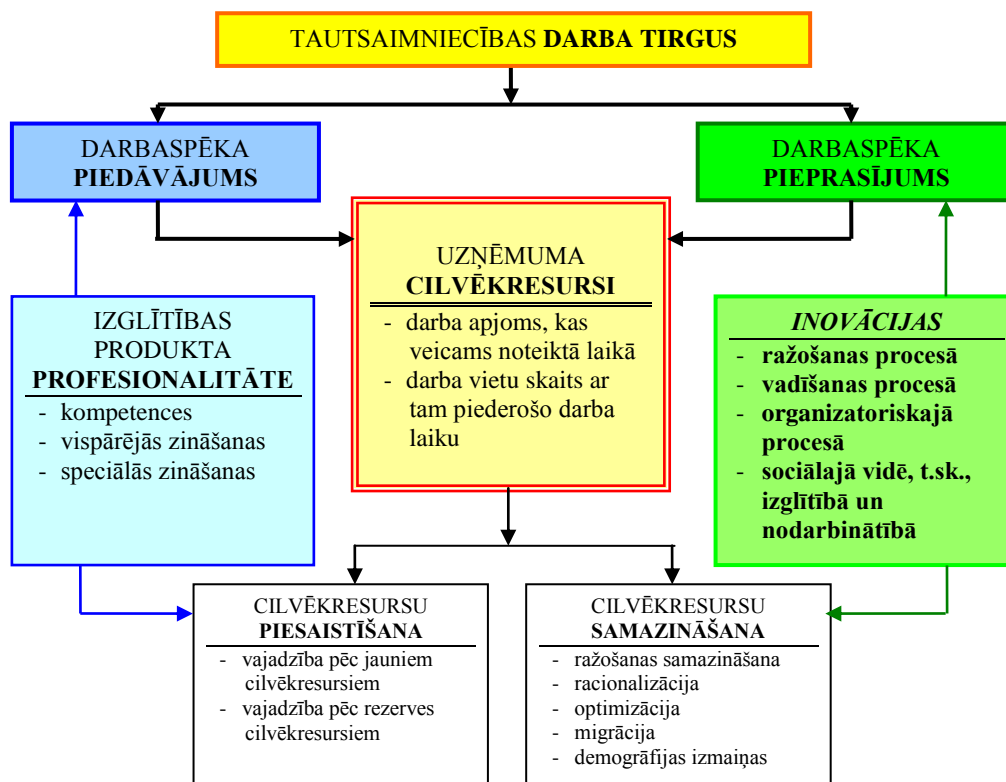 TAUTSAIMNIECĪBAS DARBA TIRGUS
DARBASPĒKA
PIEDĀVĀJUMS
DARBASPĒKA
PIEPRASĪJUMS
UZŅĒMUMA
CILVĒKRESURSI
- darba apjoms, kas
veicams noteiktā laikā
- darba vietu skaits ar
tam piederošo darba
laiku
IZGLĪTĪBAS
PRODUKTA
PROFESIONALITĀTE
- kompetences
- vispārējās zināšanas
- speciālās zināšanas
INOVĀCIJAS
- ražošanas procesā
- vadīšanas procesā
- organizatoriskajā
procesā
- sociālajā vidē, t.sk.,
izglītībā un
nodarbinātībā
CILVĒKRESURSU
PIESAISTĪŠANA
- vajadzība pēc jauniem
cilvēkresursiem
- vajadzība pēc rezerves
cilvēkresursiem
CILVĒKRESURSU
SAMAZINĀŠANA
- ražošanas samazināšana
- racionalizācija
- optimizācija
- migrācija
- demogrāfijas izmaiņas